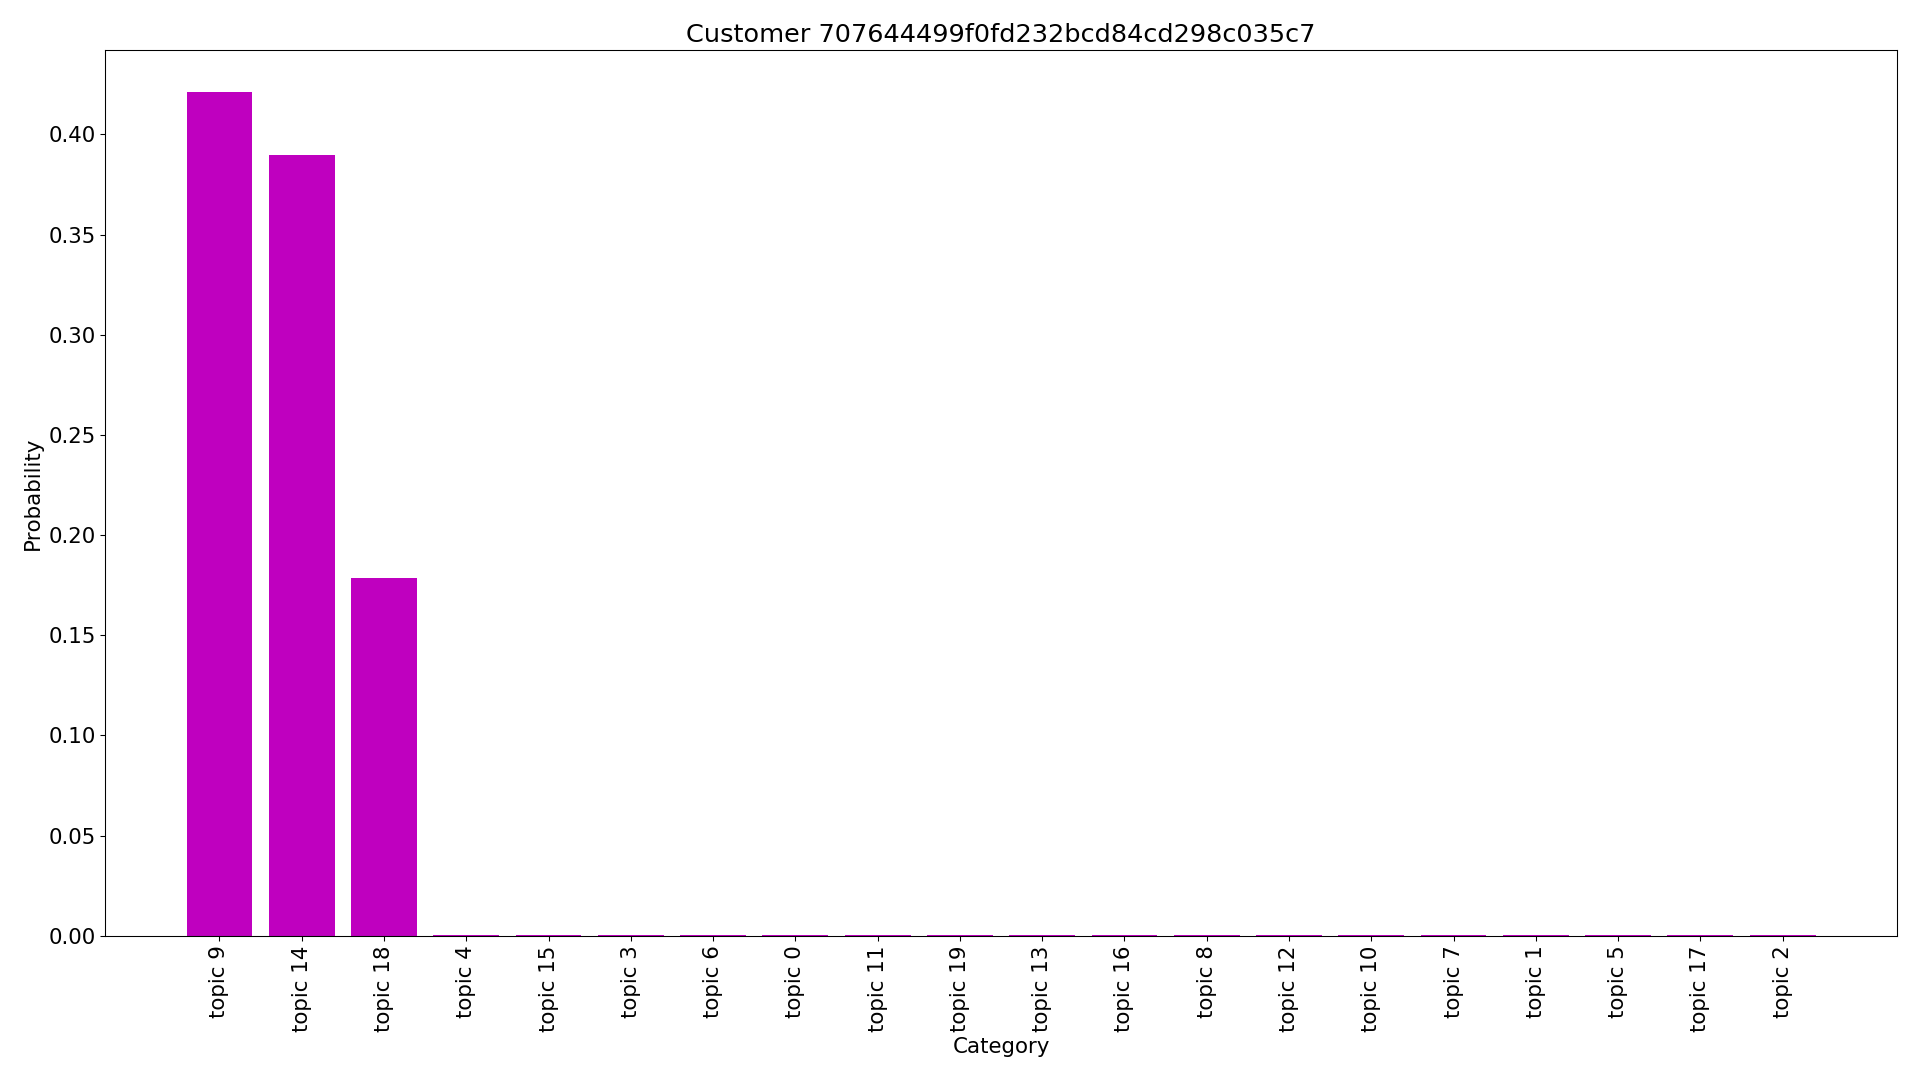 Customer 707644499f0fd232bcd84cd298c035c7
Probability
0.40
0.35
0.30
0.25
0.20
0.15
0.10
0.05
0.00
topic 9
topic 14
topic 18
topic 4
topic 15
topic 3
topic 6
topic 0
topic 11
topic 19
topic 13
topic 16
topic 8
topic 12
topic 10
topic 7
topic 1
topic 5
topic 17
topic 2
Category